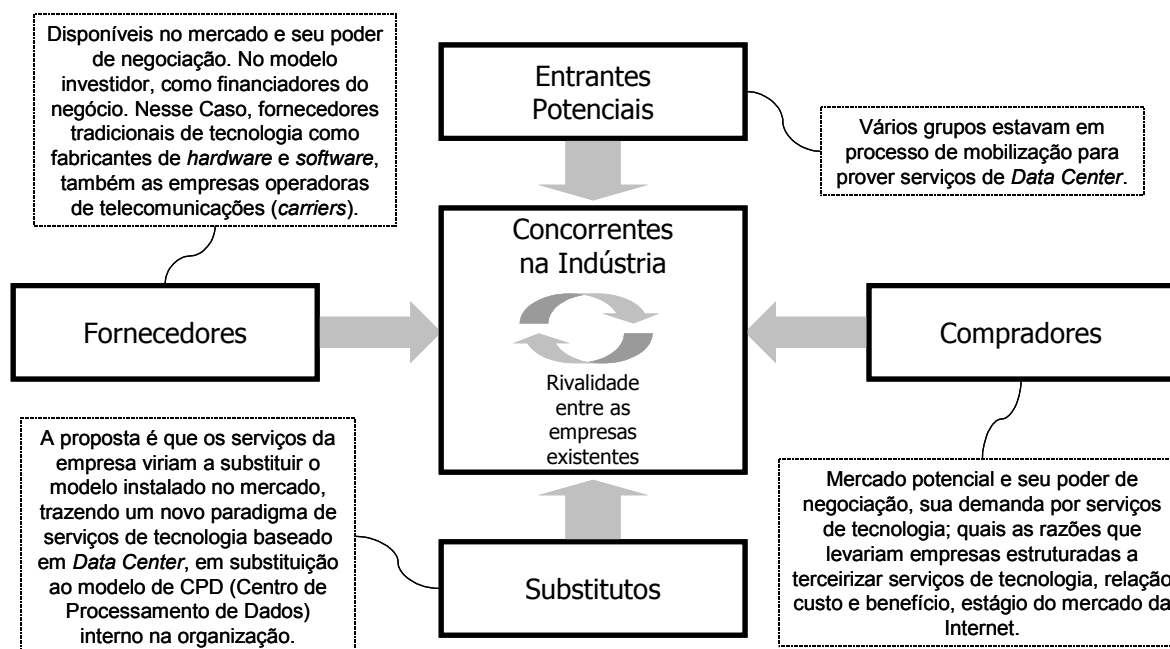 Disponíveis no mercado e seu poder
de negociação. No modelo
investidor, como financiadores do
negócio. Nesse Caso, fornecedores
tradicionais de tecnologia como
fabricantes de hardware e software,
também as empresas operadoras
de telecomunicações (carriers).
Entrantes
Potenciais
Vários grupos estavam em
processo de mobilização para
prover serviços de Data Center.
Fornecedores
Concorrentes
na Indústria
Rivalidade
entre as
empresas
existentes
Compradores
A proposta é que os serviços da
empresa viriam a substituir o
modelo instalado no mercado,
trazendo um novo paradigma de
serviços de tecnologia baseado
em Data Center, em substituição
ao modelo de CPD (Centro de
Processamento de Dados)
interno na organização.
Substitutos
Mercado potencial e seu poder de
negociação, sua demanda por serviços
de tecnologia; quais as razões que
levariam empresas estruturadas a
terceirizar serviços de tecnologia, relação
custo e benefício, estágio do mercado da
Internet.